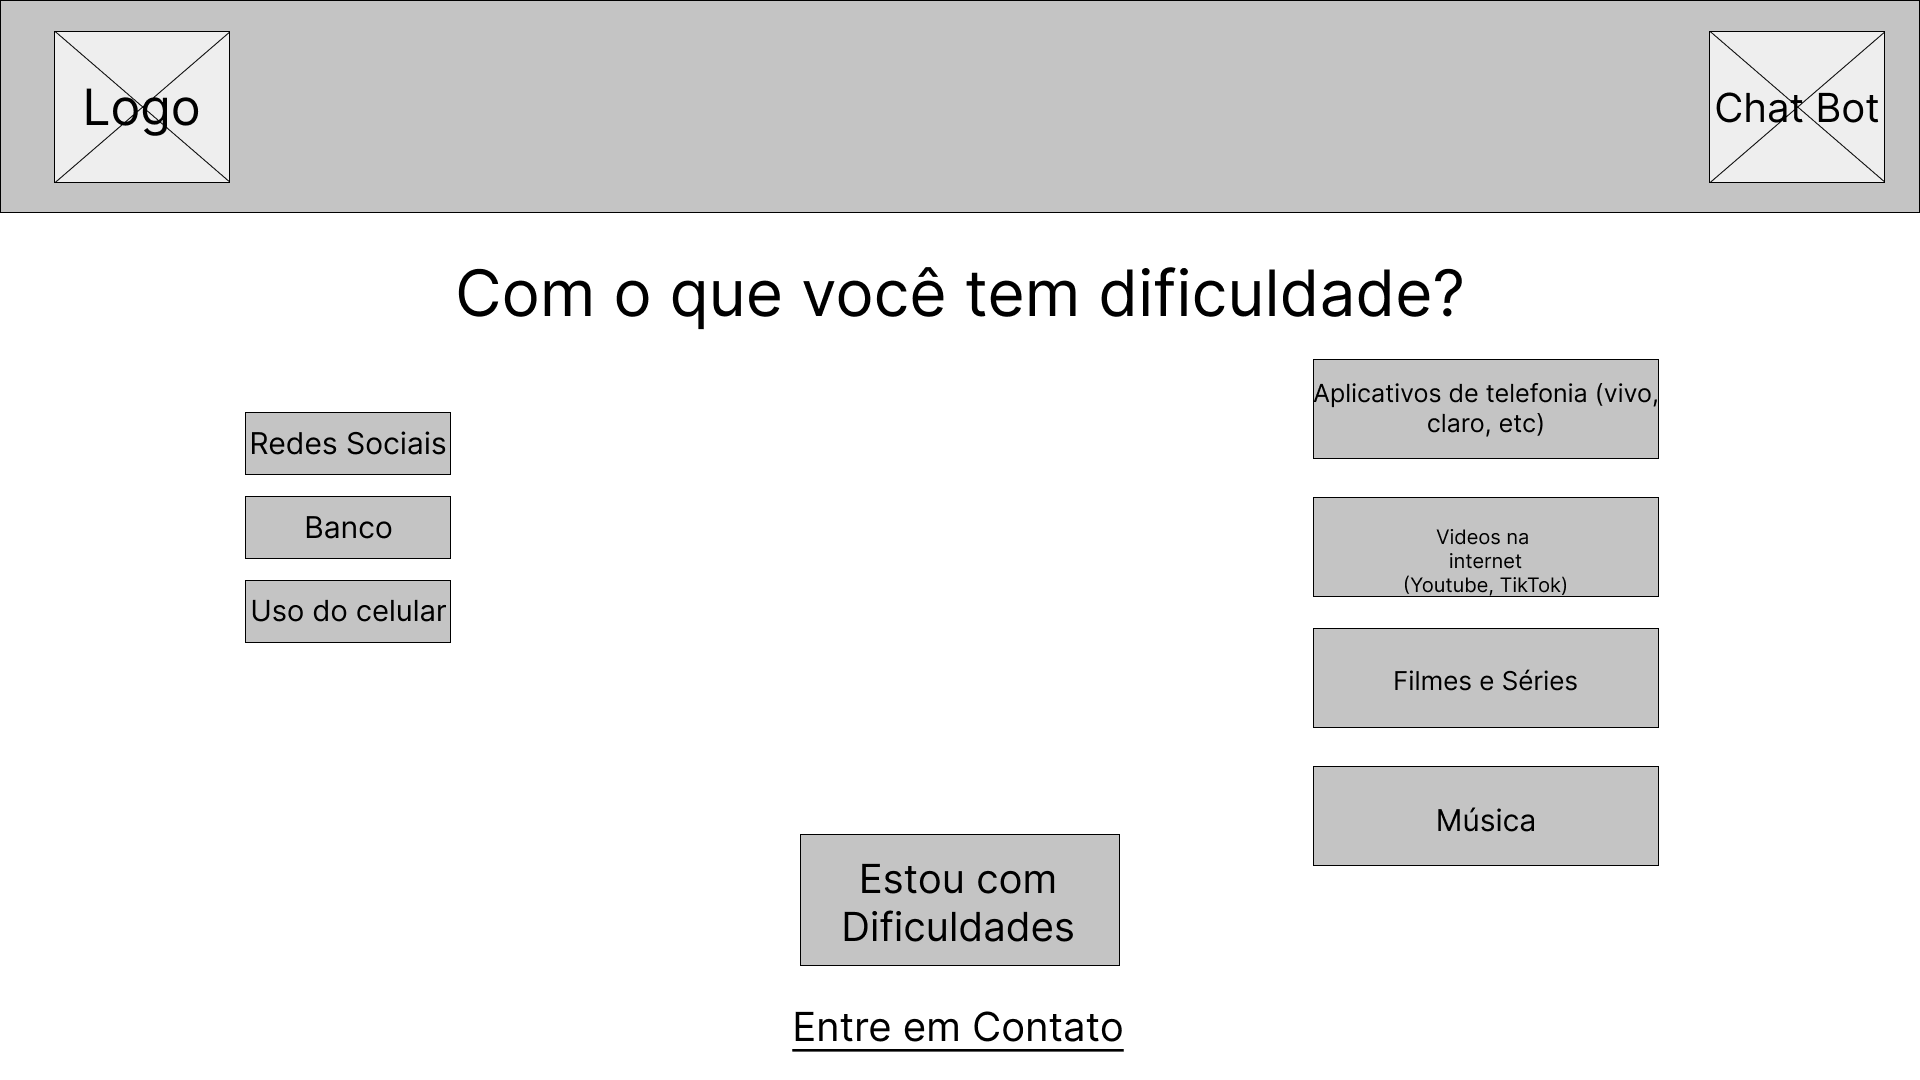 Logo
Chat Bot
Com o que você tem dificuldade?
Redes Sociais
Banco
Uso do celular
Aplicativos de telefonia (vivo,
claro, etc)
Videos na
internet
(Youtube, TikTok)
Filmes e Séries
Música
Estou com
Dificuldades
Entre em Contato